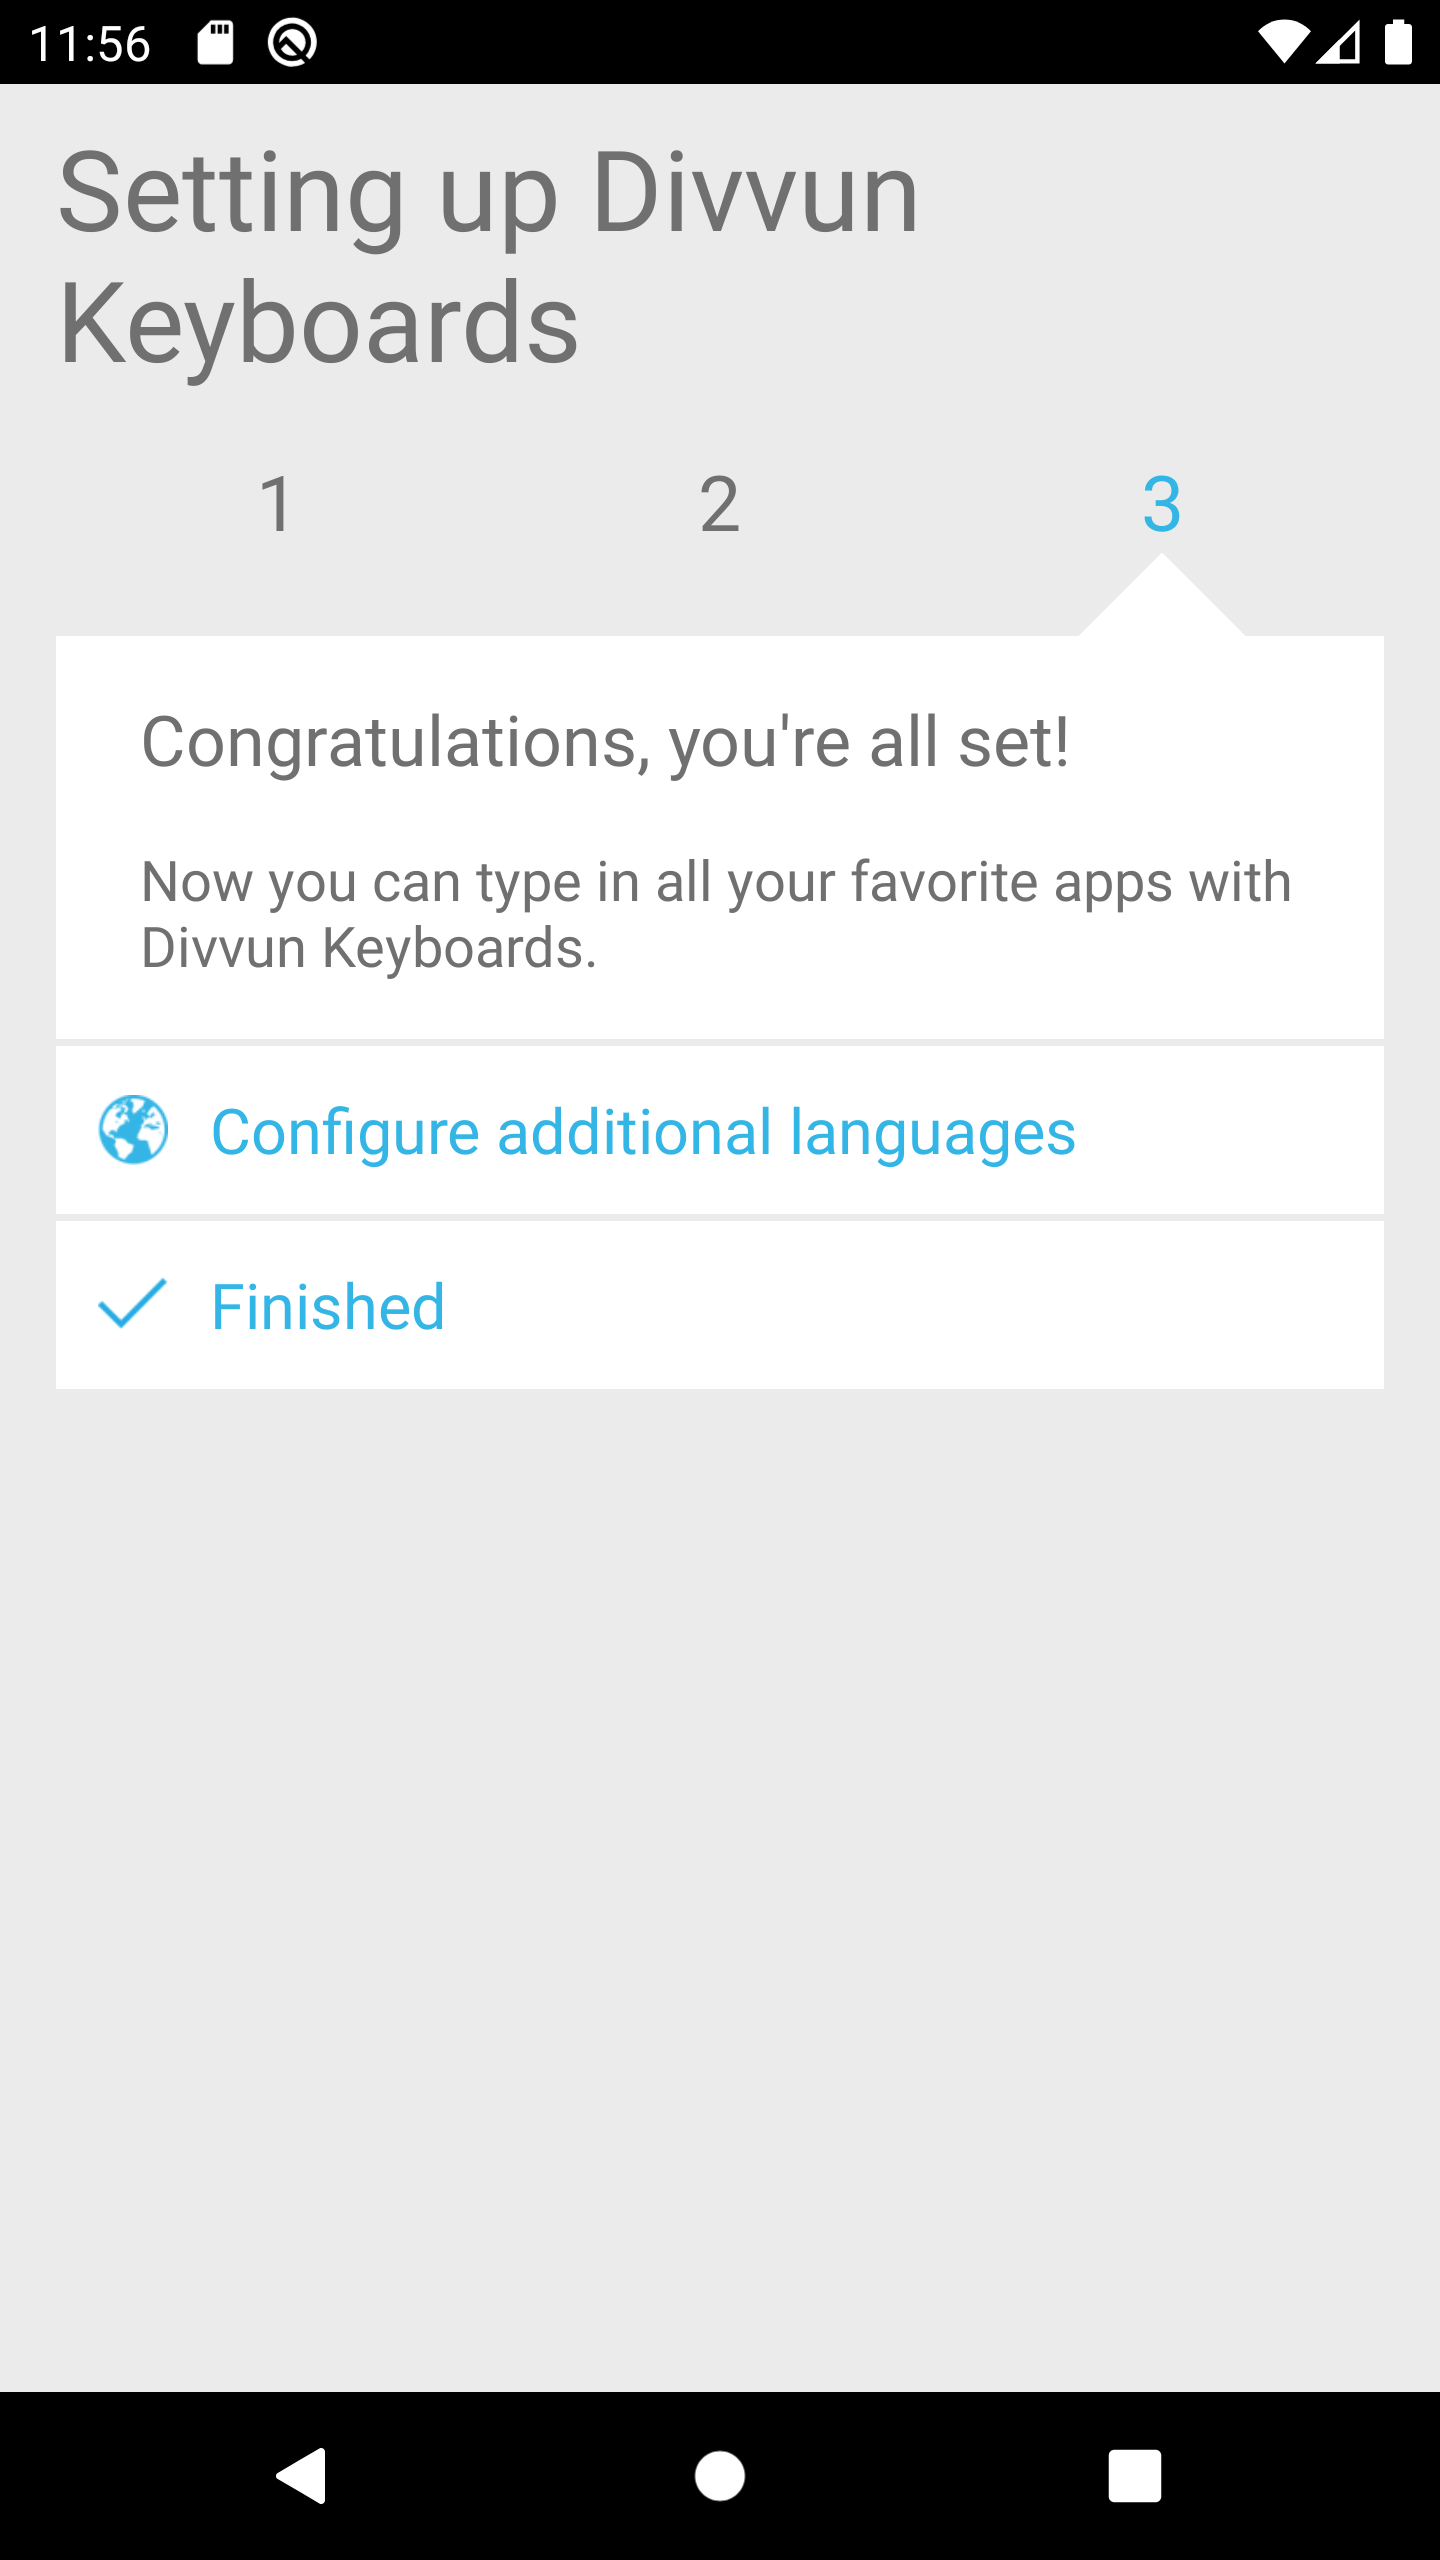 11:56
Setting up Divvun
Keyboards
1 2 3
Congratulations, you're all set!
Now you can type in all your favorite apps with
Divvun Keyboards.
Configure additional languages
Finished